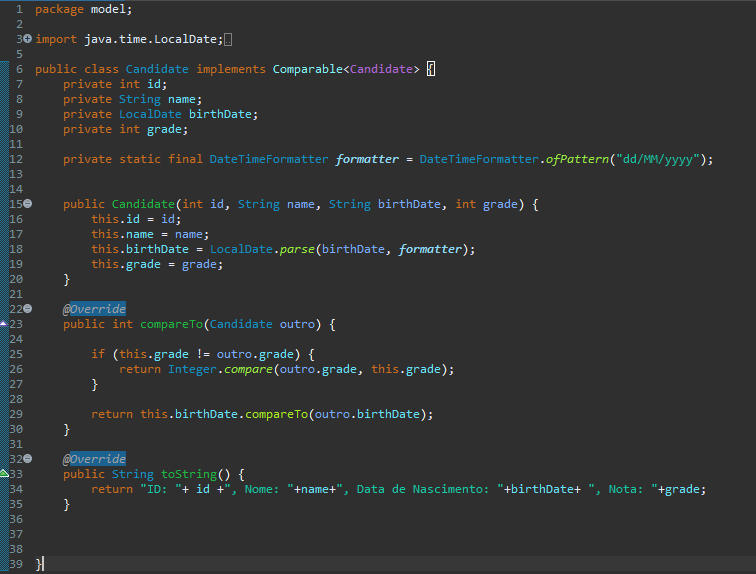 1 package model;
2
3 import java.time.LocalDate;
5
6 public class Candidate implements Comparable<Candidate> {
7     private int id;
8     private String name;
9     private LocalDate birthDate;
10     private int grade;
11
12     private static final DateTimeFormatter formatter = DateTimeFormatter.ofPattern("dd/MM/yyyy");
13
14
15     public Candidate(int id, String name, String birthDate, int grade) {
16         this.id = id;
17         this.name = name;
18         this.birthDate = LocalDate.parse(birthDate, formatter);
19         this.grade = grade;
20     }
21
22     @Override
23     public int compareTo(Candidate outro) {
24
25         if (this.grade != outro.grade) {
26             return Integer.compare(outro.grade, this.grade);
27         }
28
29         return this.birthDate.compareTo(outro.birthDate);
30     }
31
32     @Override
33     public String toString() {
34         return "ID: "+ id +", Nome: "+name+", Data de Nascimento: "+birthDate+ ", Nota: "+grade;
35     }
36
37
38
39 }